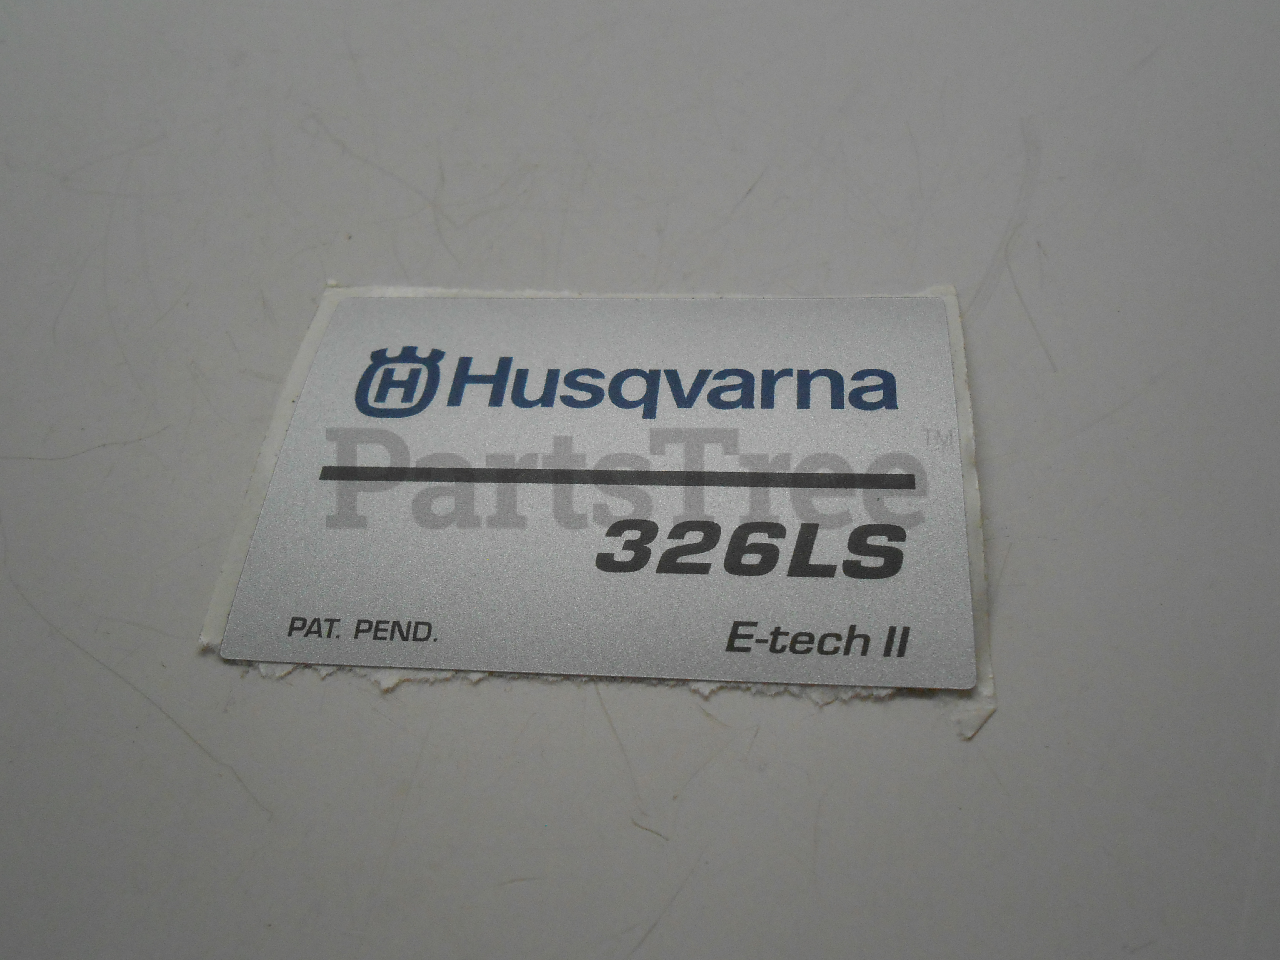 H Husqvarna
PartsTree™
326LS
PAT. PEND.
E-tech II